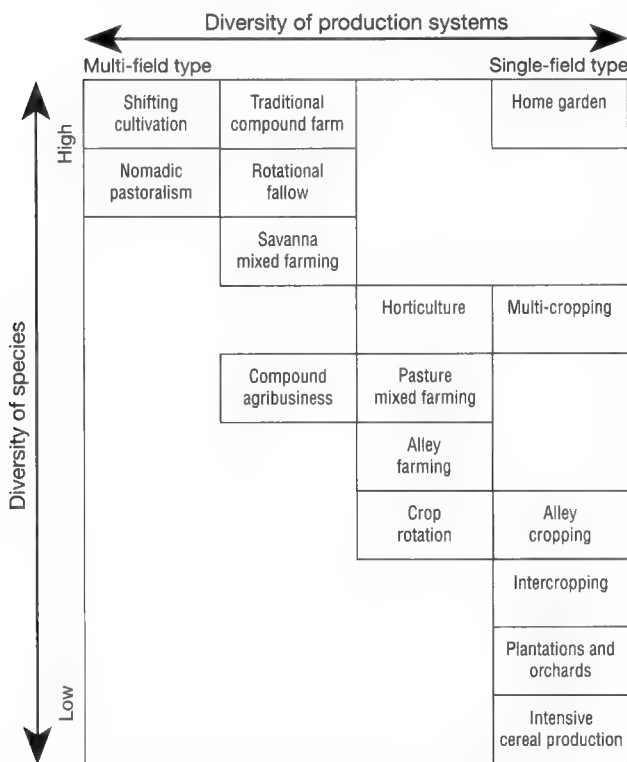 Diversity of production systems
Multi-field type
Single-field type
High
Low
Diversity of species
Shifting
cultivation
Traditional
compound farm
Home garden
Nomadic
pastoralism
Rotational
fallow
Savanna
mixed farming
Horticulture
Multi-cropping
Compound
agribusiness
Pasture
mixed farming
Alley
farming
Crop
rotation
Alley
cropping
Intercropping
Plantations and
orchards
Intensive
cereal production